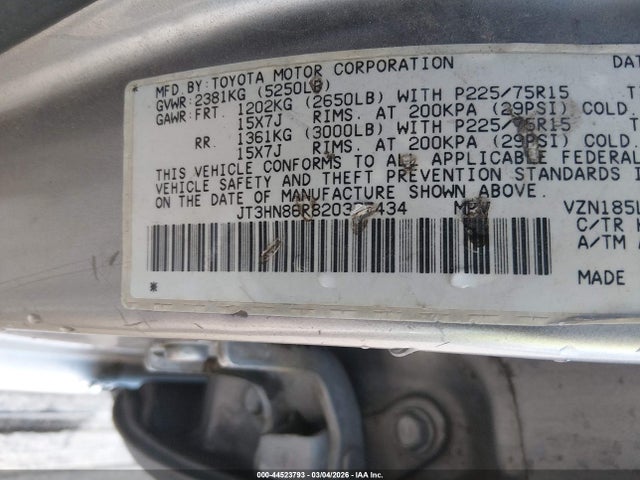 MFD.BY:TOYOTA MOTOR CORPORATION DAT
GVWR:2381KG (5250LB)
GAWR:FRT. 1202KG (2650LB) WITH P225/75R15
15X7J RIMS. AT 200KPA (29PSI) COLD.
RR. 1361KG (3000LB) WITH P225/75R15
15X7J RIMS. AT 200KPA (29PSI) COLD.
THIS VEHICLE CONFORMS TO ALL APPLICABLE FEDERAL
VEHICLE SAFETY AND THEFT PREVENTION STANDARDS I
ON THE DATE OF MANUFACTURE SHOWN ABOVE.
VZN185L
C/TR
A/TM
* MADE
000-44523793 - 03/04/2026 - IAA Inc.